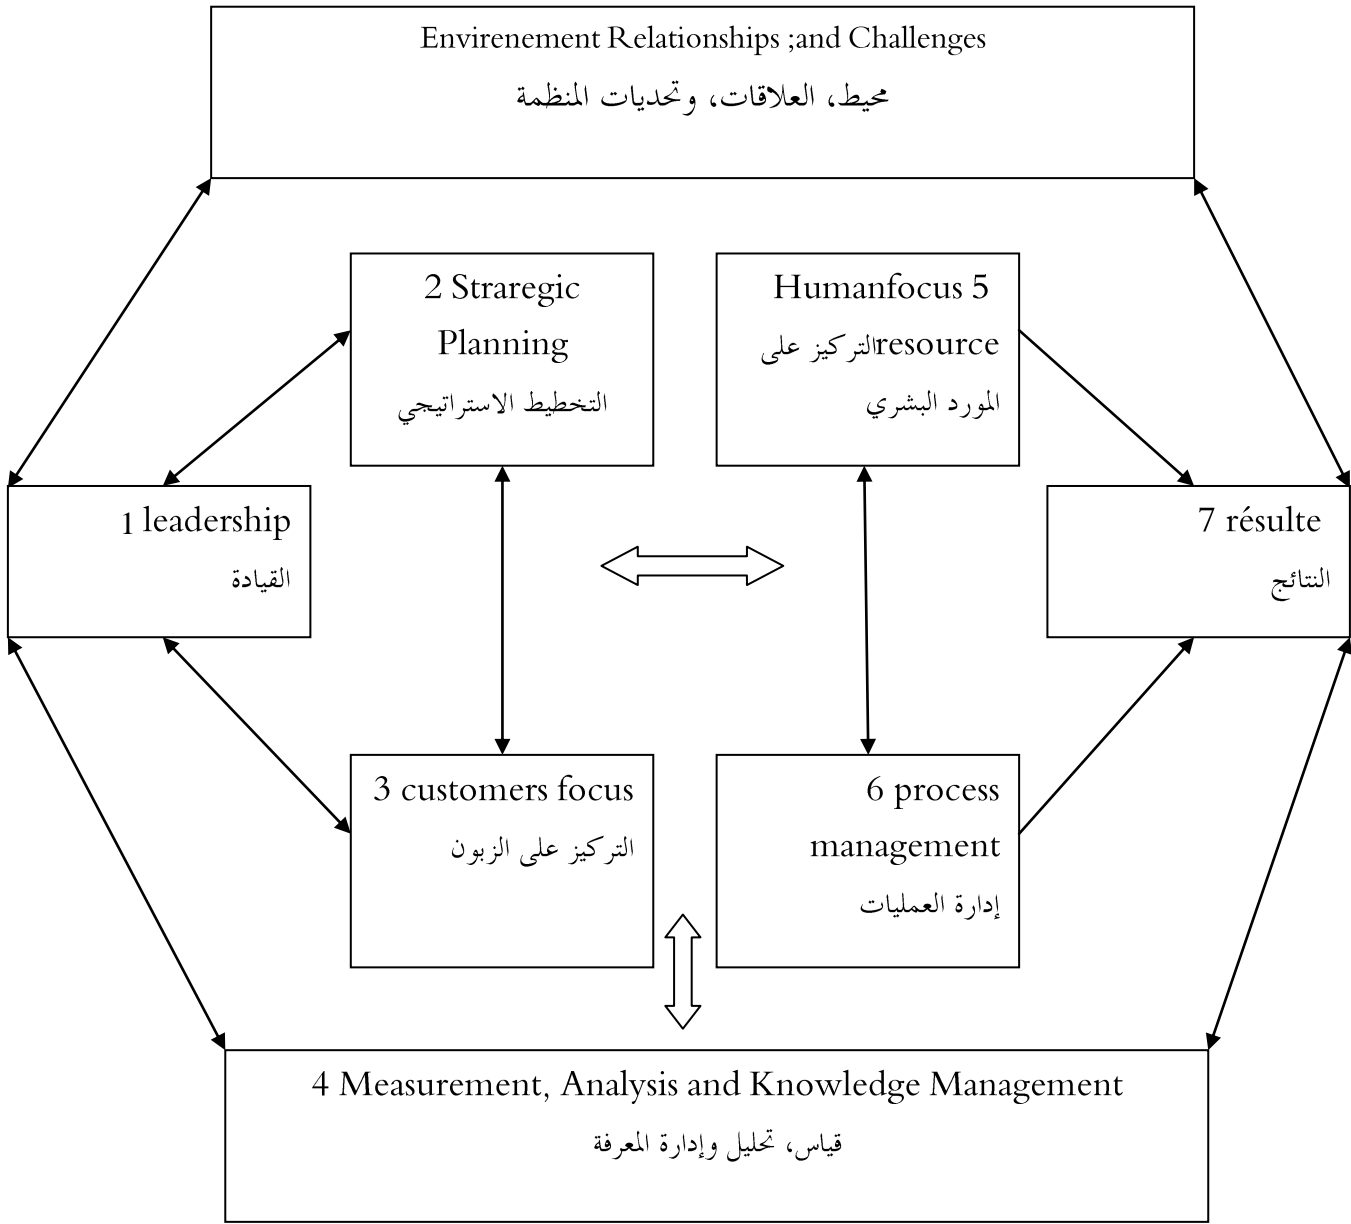 Envirenement Relationships ;and Challenges
محيط، العلاقات، وتحديات المنظمة
2 Straregic
Planning
التخطيط الاستراتيجي
Humanfocus 5
التركيز على resource
المورد البشري
1 leadership
القيادة
7 résulte
النتائج
3 customers focus
التركيز على الزبون
6 process
management
إدارة العمليات
4 Measurement, Analysis and Knowledge Management
قياس، تحليل وإدارة المعرفة